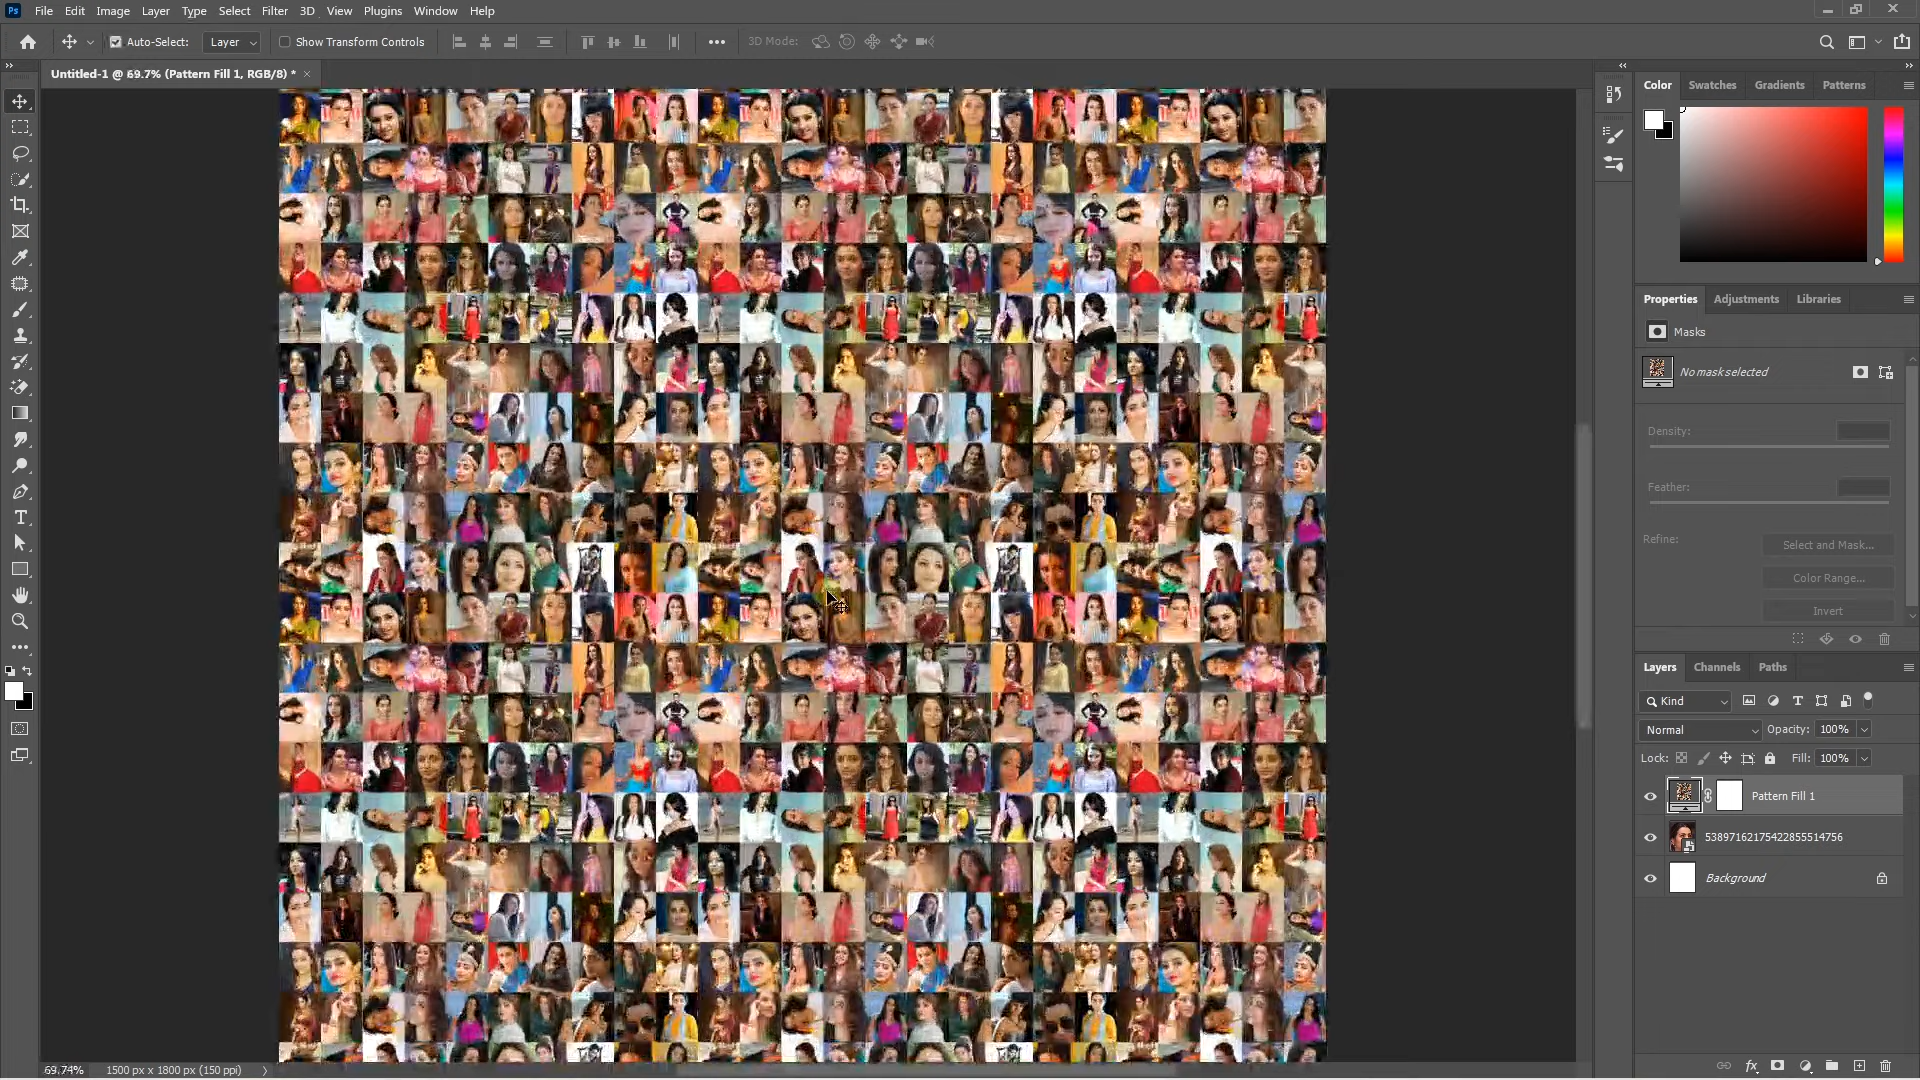 Ps File Edit Image Layer Type Select Filter 3D View Plugins Window Help
Auto-Select: Layer Show Transform Controls ••• 3D Mode:
Untitled-1 @ 69.7% (Pattern Fill 1, RGB/8) * ×
Color Swatches Gradients Patterns
Properties Adjustments Libraries
Masks
No mask selected
Density:
Feather:
Refine:
Select and Mask...
Color Range...
Invert
Layers Channels Paths
Kind
Normal Opacity: 100%
Lock: Fill: 100%
Pattern Fill 1
53897162175422855514756
Background
fx
69.74% 1500 px x 1800 px (150 ppi)